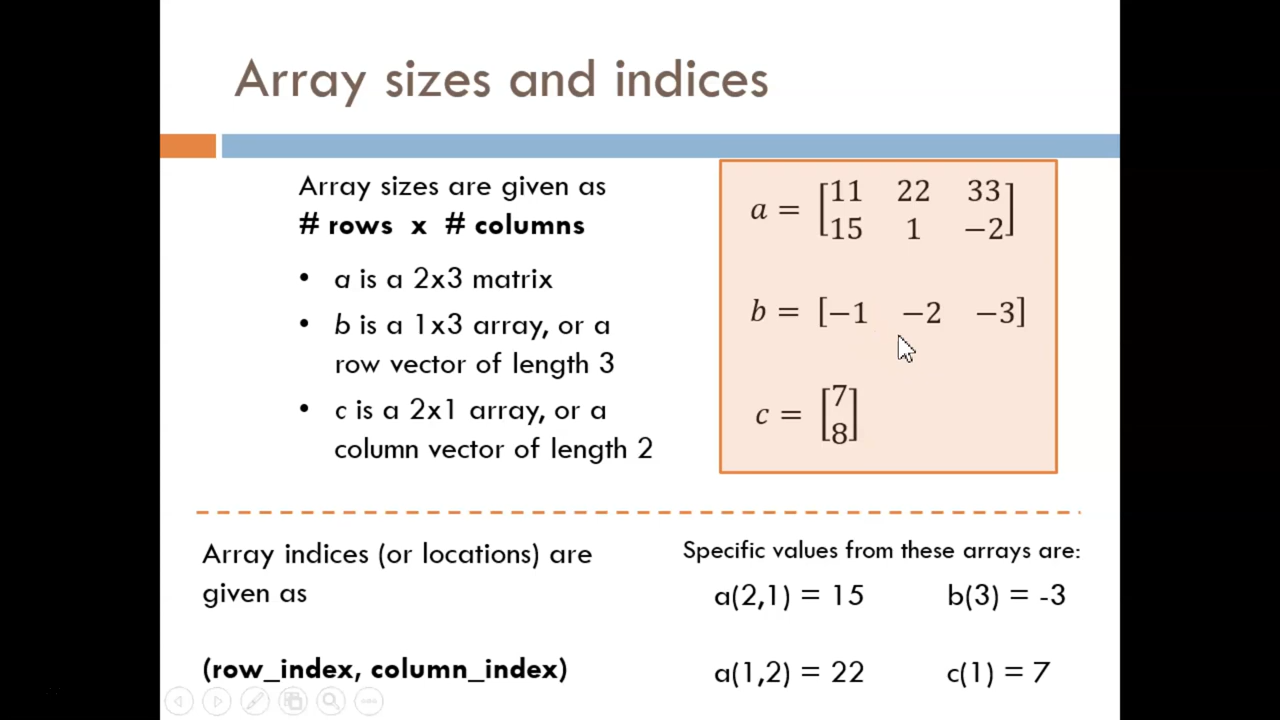 Array sizes and indices
Array sizes are given as
# rows x # columns
• a is a 2x3 matrix
• b is a 1x3 array, or a
row vector of length 3
• c is a 2x1 array, or a
column vector of length 2
a = [11 22 33
15 1 −2]
b = [−1 −2 −3]
c = [7
8]
Array indices (or locations) are
given as
(row_index, column_index)
Specific values from these arrays are:
a(2,1) = 15 b(3) = -3
a(1,2) = 22 c(1) = 7